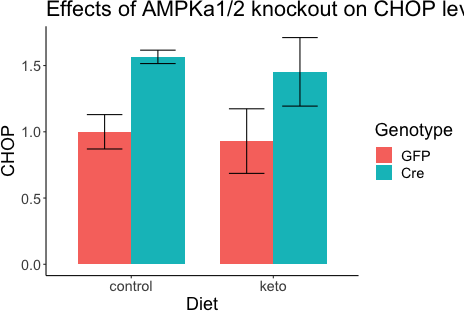 Effects of AMPKa1/2 knockout on CHOP lev
CHOP
1.5
1.0
0.5
0.0
control
keto
Diet
Genotype
GFP
Cre